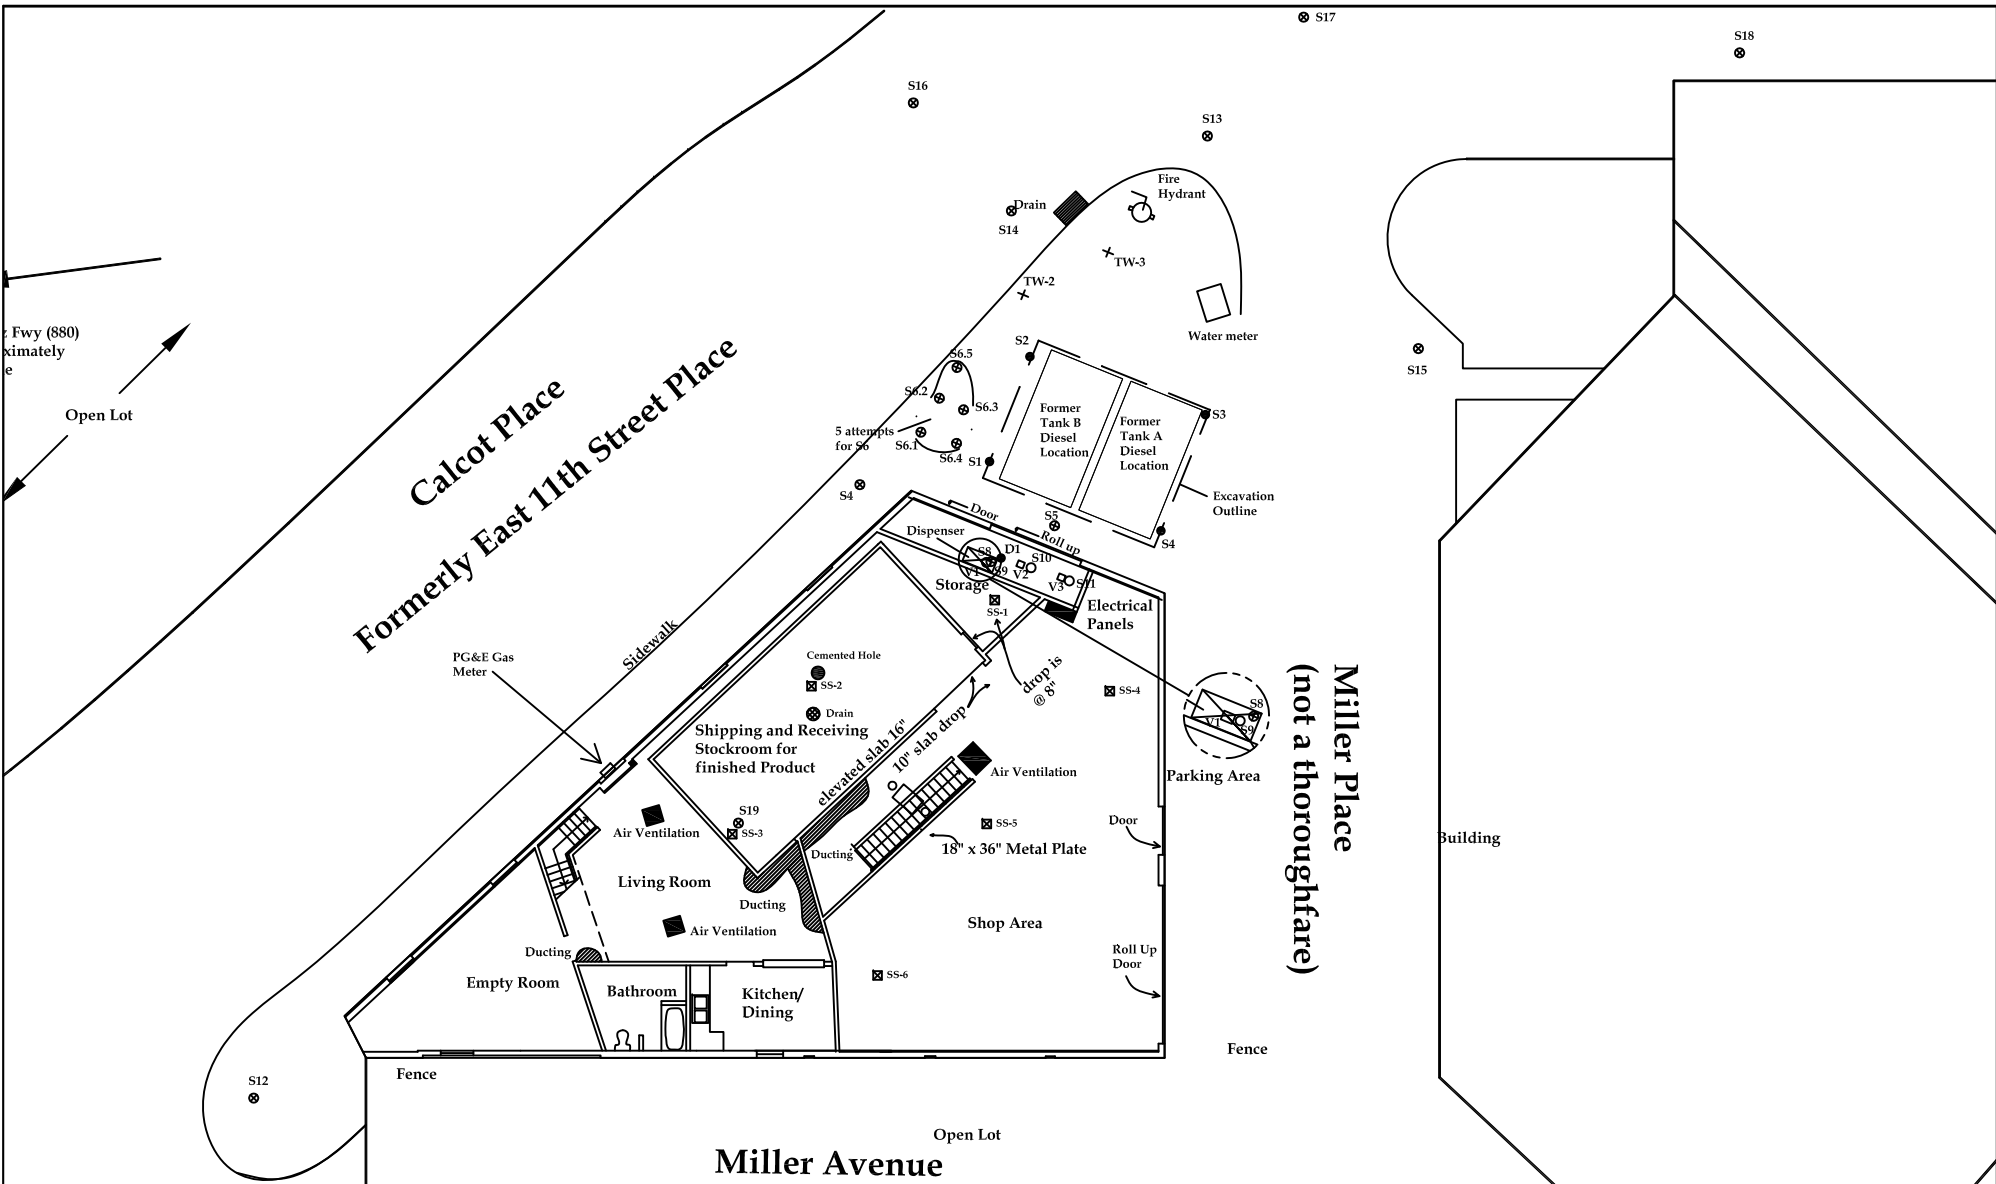 S17
S18
S16
S13
Fire
Hydrant
Drain
S14
TW-3
TW-2
Fwy (880)
ximately
e
Water meter
S2
S6.5
S15
S6.2
S6.3
Open Lot
Former
Tank B
Diesel
Location
Former
Tank A
Diesel
Location
S3
5 attempts
for S6
S6.1
S6.4
S1
Calcot Place
Formerly East 11th Street Place
S4
Excavation
Outline
Door
S5
Dispenser
Roll up
S4
S8
D1
S10
V1
S9
V2
V3
S11
Storage
SS-1
Electrical
Panels
Sidewalk
PG&E Gas
Meter
Cemented Hole
SS-2
drop is
@ 8"
SS-4
Drain
S8
V1
S9
Miller Place
(not a thoroughfare)
Shipping and Receiving
Stockroom for
finished Product
elevated slab 16"
10" slab drop
Air Ventilation
Parking Area
S19
SS-3
Air Ventilation
SS-5
Door
Building
Ducting
18" x 36" Metal Plate
Living Room
Ducting
Shop Area
Air Ventilation
Ducting
Roll Up
Door
SS-6
Empty Room
Bathroom
Kitchen/
Dining
Fence
Fence
S12
Open Lot
Miller Avenue